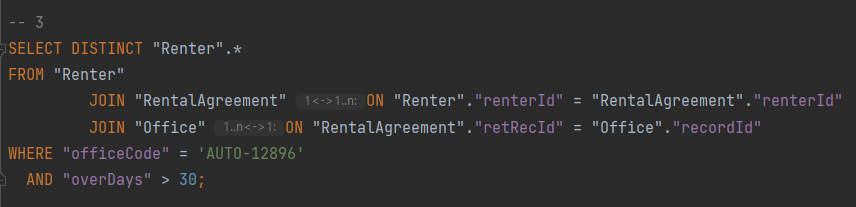 -- 3
SELECT DISTINCT "Renter".*
FROM "Renter"
JOIN "RentalAgreement" 1<->1..n: ON "Renter"."renterId" = "RentalAgreement"."renterId"
JOIN "Office" 1..n<->1: ON "RentalAgreement"."retRecId" = "Office"."recordId"
WHERE "officeCode" = 'AUTO-12896'
AND "overDays" > 30;